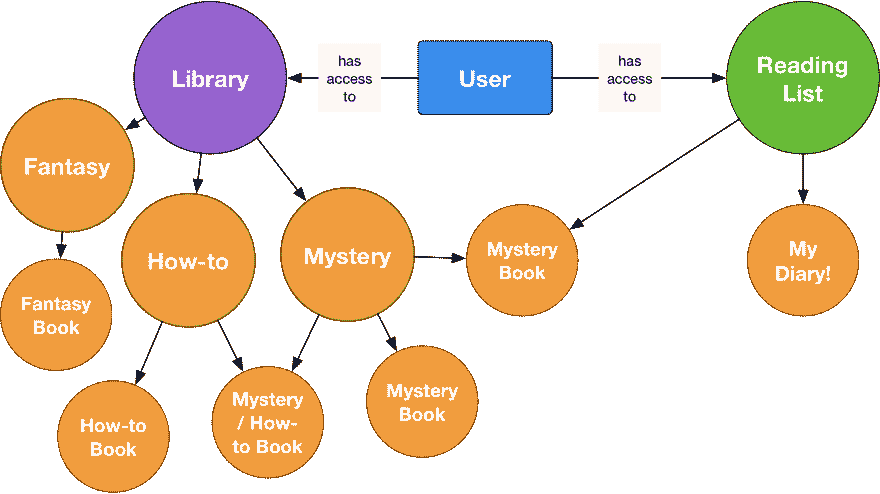 Library
has
access
to
User
has
access
to
Reading
List
Fantasy
How-to
Mystery
Mystery
Book
My
Diary!
Fantasy
Book
How-to
Book
Mystery
/ How-
to Book
Mystery
Book